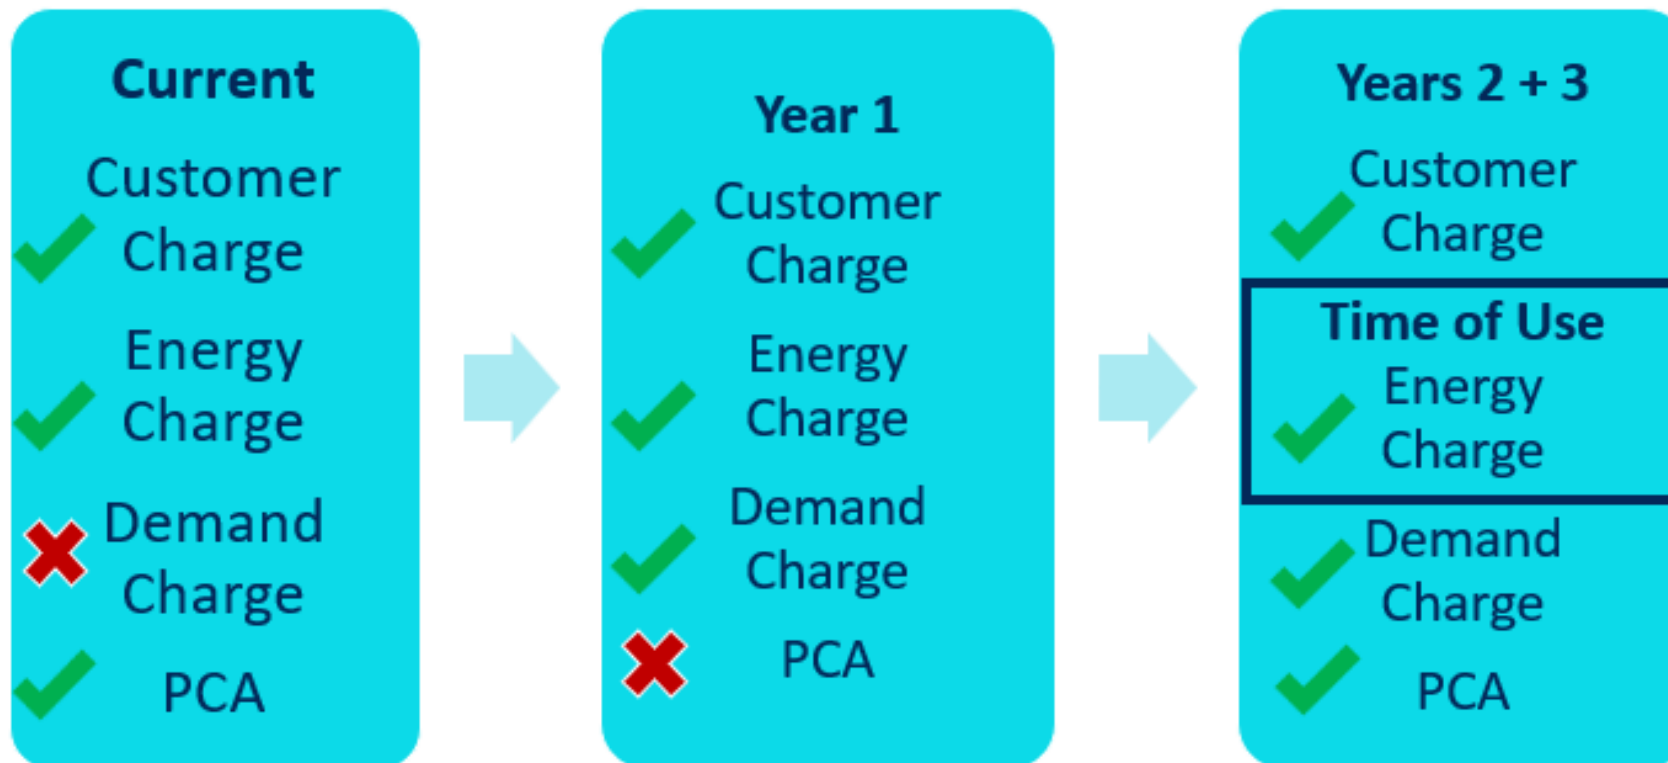 Current
Customer
Charge
Energy
Charge
Demand
Charge
PCA
Year 1
Customer
Charge
Energy
Charge
Demand
Charge
PCA
Years 2 + 3
Customer
Charge
Time of Use
Energy
Charge
Demand
Charge
PCA